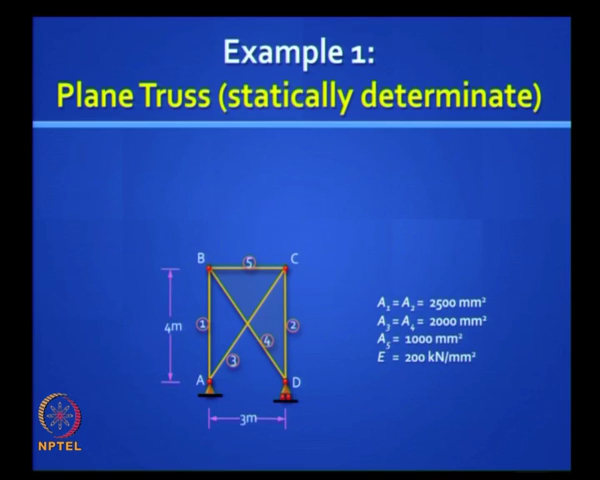 Example 1:
Plane Truss (statically determinate)
B
5
C
4m
1
2
4
3
A
D
3m
A₁ = A₂ = 2500 mm²
A₃ = A₄ = 2000 mm²
A₅ = 1000 mm²
E = 200 kN/mm²
NPTEL